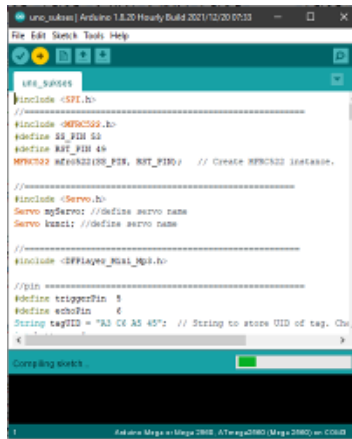 uno_sukses | Arduino 1.8.20 Hourly Build 2021/12/20 07:33
File Edit Sketch Tools Help
uno_sukses
#include <SPI.h>
//==================================================
#include <MFRC522.h>
#define SS_PIN 53
#define RST_PIN 49
MFRC522 mfrc522(SS_PIN, RST_PIN);   // Create MFRC522 instance.
//==================================================
#include <Servo.h>
Servo myServo; //define servo name
Servo kunci; //define servo name
//==================================================
#include <DFPlayer_Mini_Mp3.h>
//pin ==============================================
#define triggerPin  5
#define echoPin     6
String tagUID = "A3 C6 A5 45";  // String to store UID of tag. Cha
Compiling sketch...
1
Arduino Mega or Mega 2560, ATmega2560 (Mega 2560) on